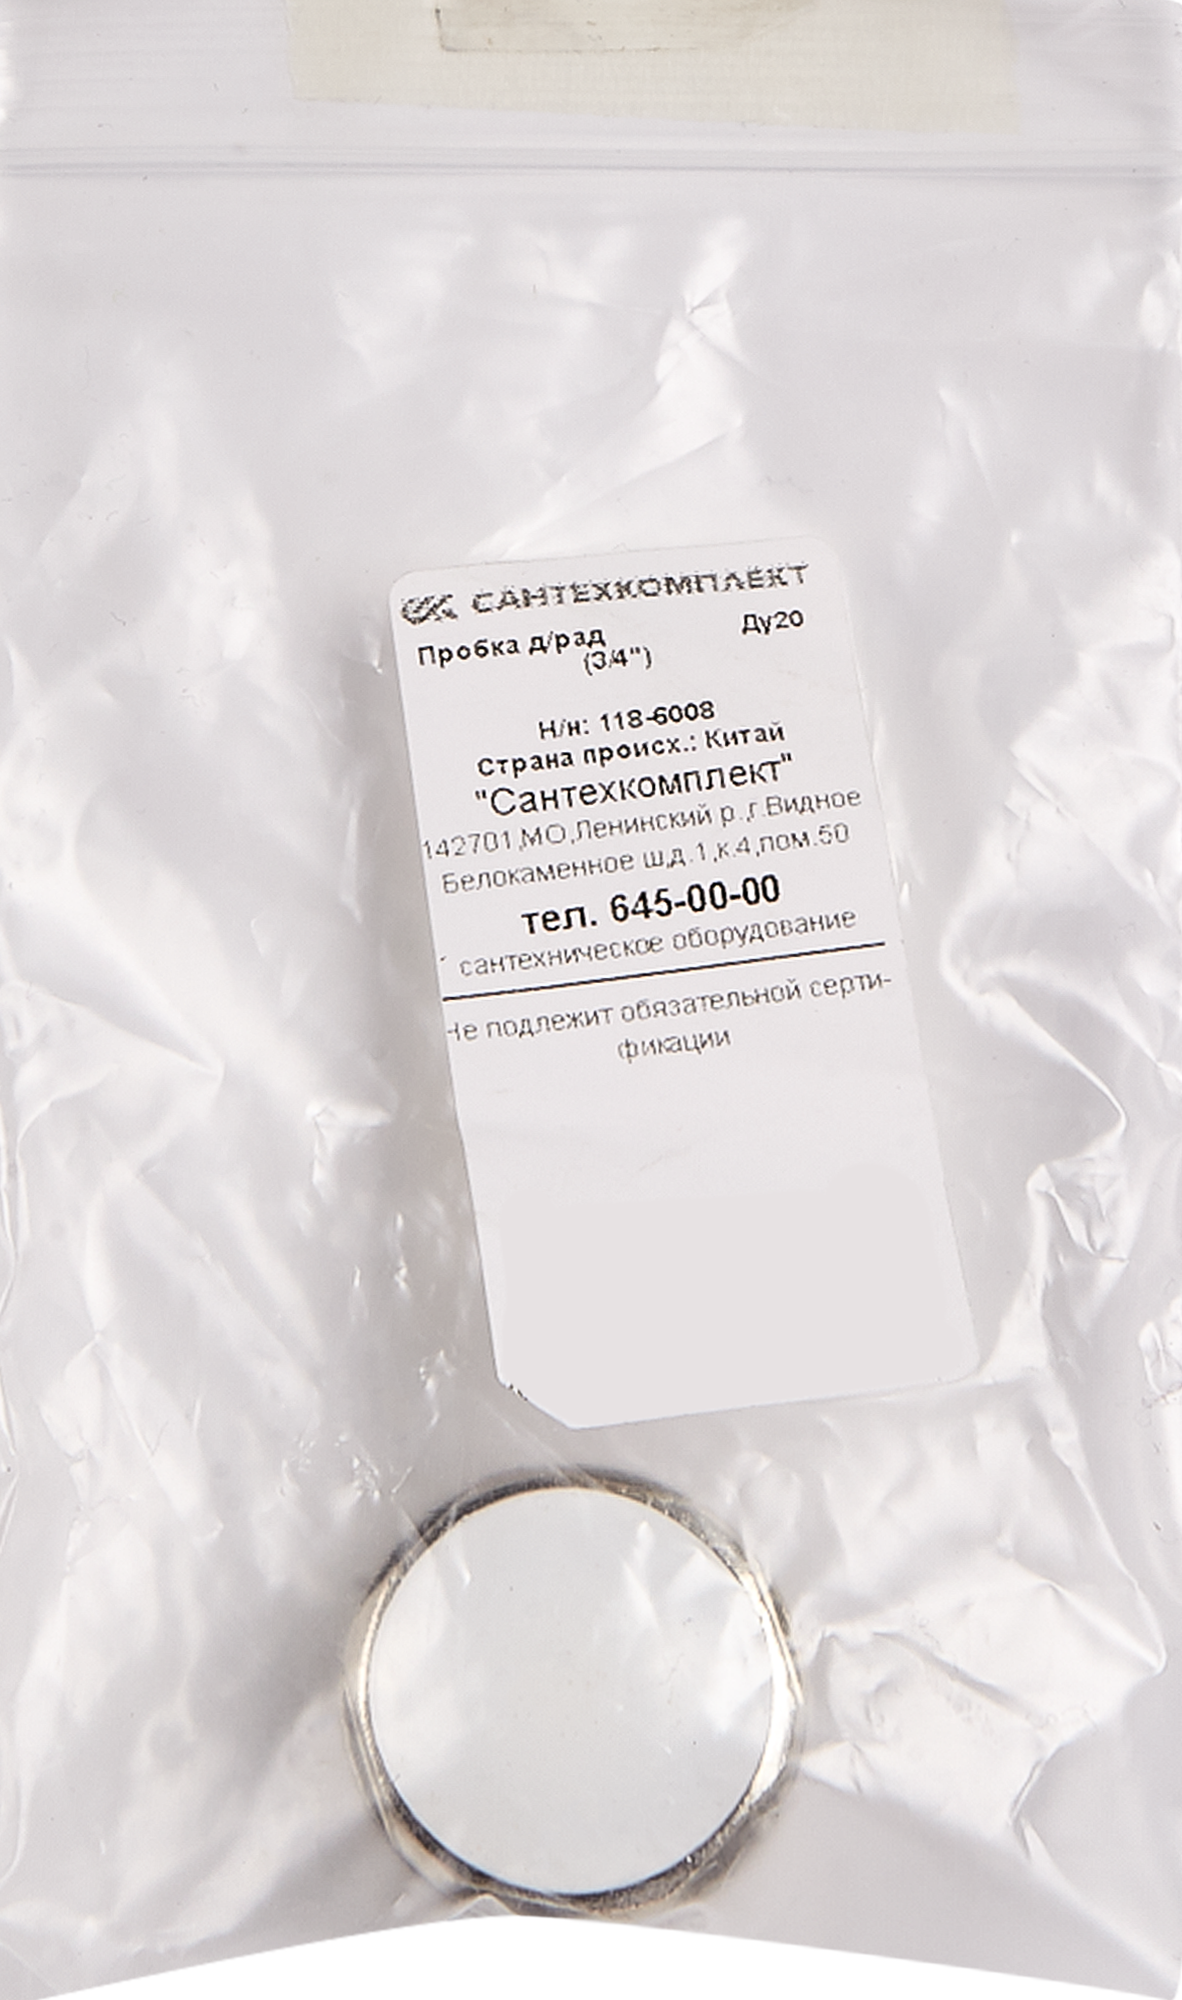 САНТЕХКОМПЛЕКТ
Пробка д/рад Ду20
(3/4")
Н/н: 118-6008
Страна происх.: Китай
"Сантехкомплект"
142701,МО,Ленинский р.,г.Видное
Белокаменное ш,д.1,к.4,пом.50
тел. 645-00-00
сантехническое оборудование
Не подлежит обязательной серти-
фикации